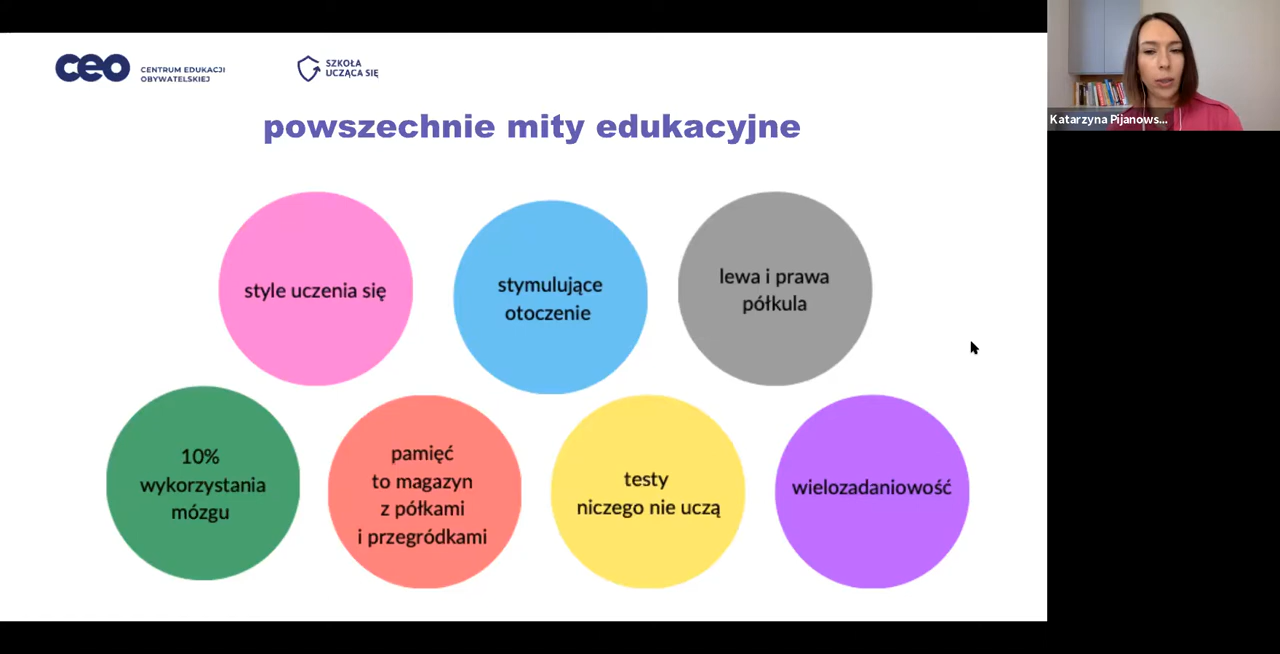 ceo
CENTRUM EDUKACJI
OBYWATELSKIEJ
SZKOŁA
UCZĄCA SIĘ
Katarzyna Pijanows...
powszechnie mity edukacyjne
style uczenia się
stymulujące
otoczenie
lewa i prawa
półkula
10%
wykorzystania
mózgu
pamięć
to magazyn
z półkami
i przegródkami
testy
niczego nie uczą
wielozadaniowość